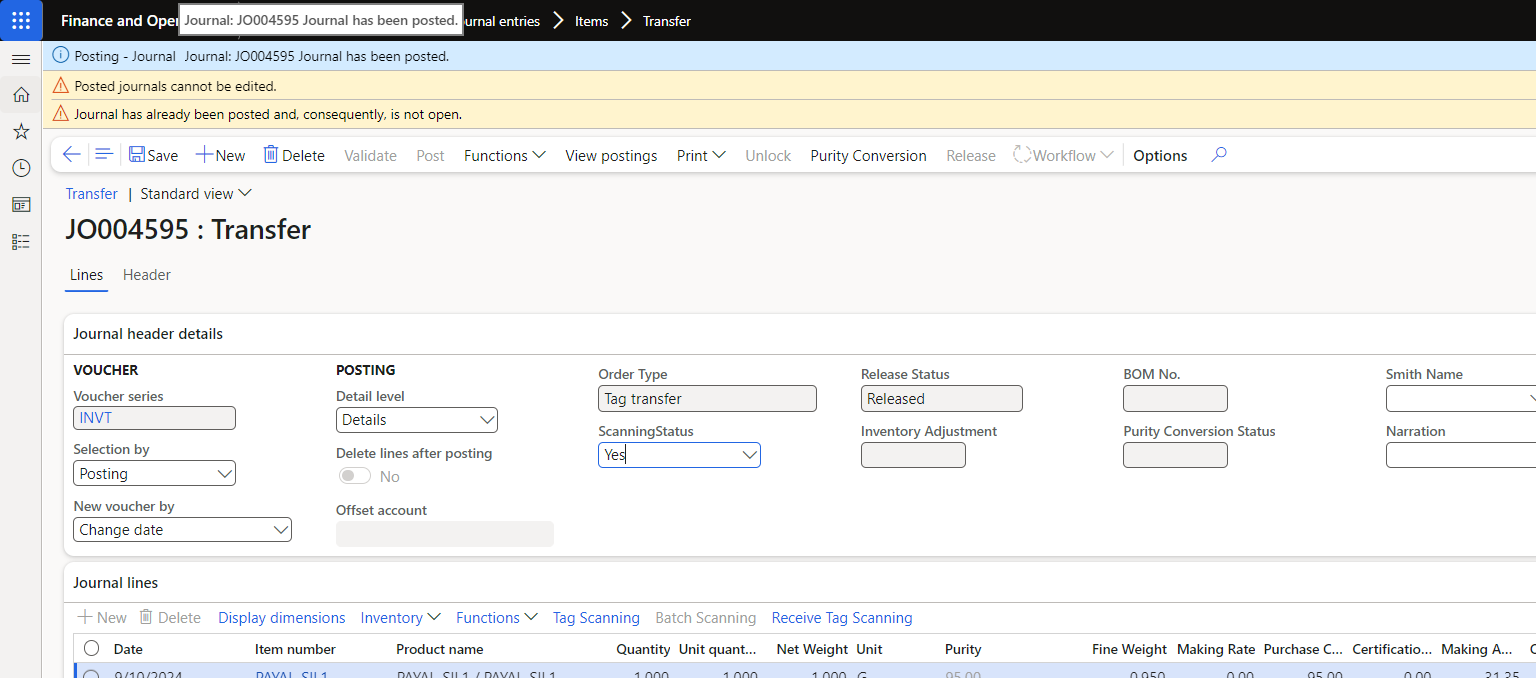 Finance and Oper
Journal: JO004595 Journal has been posted.
urnal entries
Items
Transfer
Posting - Journal Journal: JO004595 Journal has been posted.
Posted journals cannot be edited.
Journal has already been posted and, consequently, is not open.
Save New Delete Validate Post Functions View postings Print Unlock Purity Conversion Release Workflow Options
Transfer | Standard view
JO004595 : Transfer
Lines Header
Journal header details
VOUCHER
Voucher series
INVT
Selection by
Posting
New voucher by
Change date
POSTING
Detail level
Details
Delete lines after posting
No
Offset account
Order Type
Tag transfer
ScanningStatus
Yes
Release Status
Released
Inventory Adjustment
BOM No.
Purity Conversion Status
Smith Name
Narration
Journal lines
New Delete Display dimensions Inventory Functions Tag Scanning Batch Scanning Receive Tag Scanning
Date Item number Product name Quantity Unit quant... Net Weight Unit Purity Fine Weight Making Rate Purchase C... Certificatio... Making A...
9/10/2024 PAYAL_SIL1 PAYAL_SIL1 / PAYAL_SIL1 1.000 1.000 1.000 G 95.00 0.950 0.00 95.00 0.00 31.35